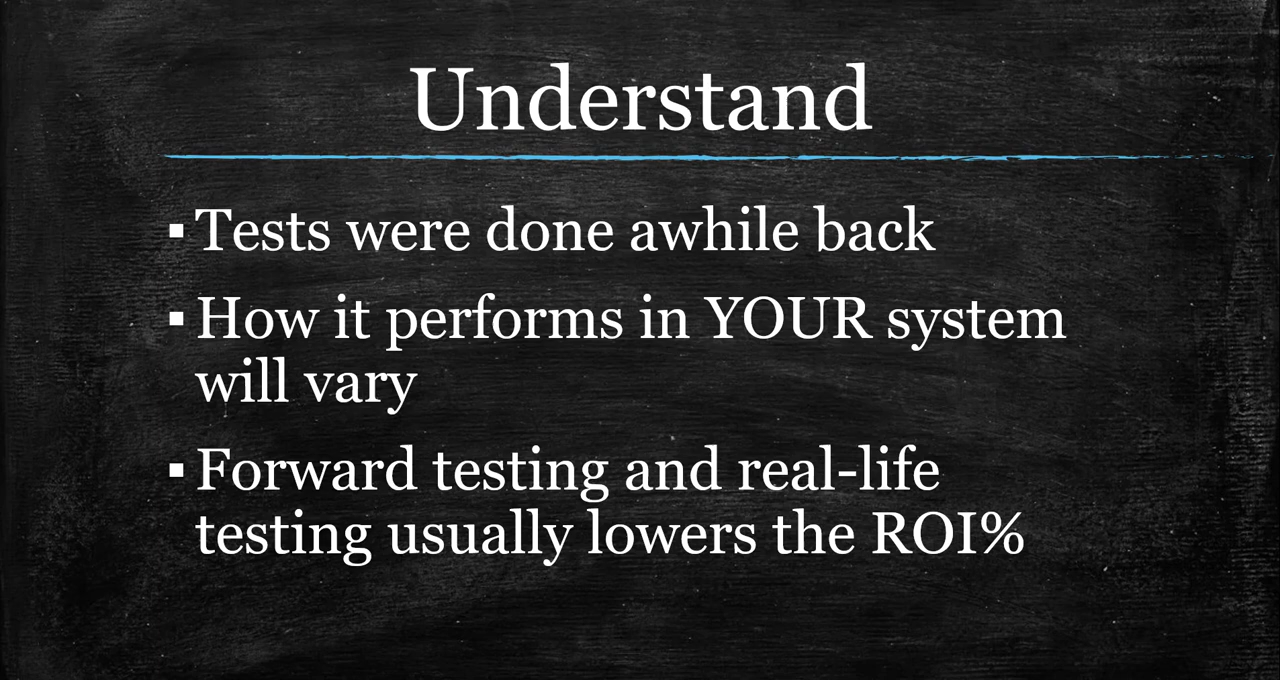 Understand
▪ Tests were done awhile back
▪ How it performs in YOUR system
will vary
▪ Forward testing and real-life
testing usually lowers the ROI%